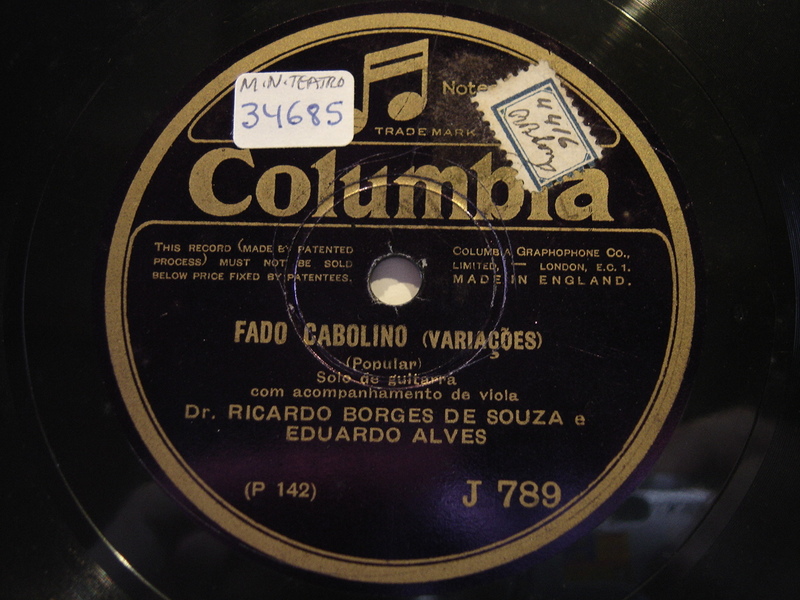 M.N. TEATRO
34685
Note
TRADE MARK
4416
Columbia
THIS RECORD (MADE BY PATENTED
PROCESS) MUST NOT BE SOLD
BELOW PRICE FIXED BY PATENTEES.
COLUMBIA GRAPHOPHONE CO.,
LIMITED, — LONDON, E.C. 1.
MADE IN ENGLAND.
FADO CABOLINO (VARIAÇÕES)
(Popular)
Solo de guitarra
com acompanhamento de viola
Dr. RICARDO BORGES DE SOUZA e
EDUARDO ALVES
(P 142)
J 789